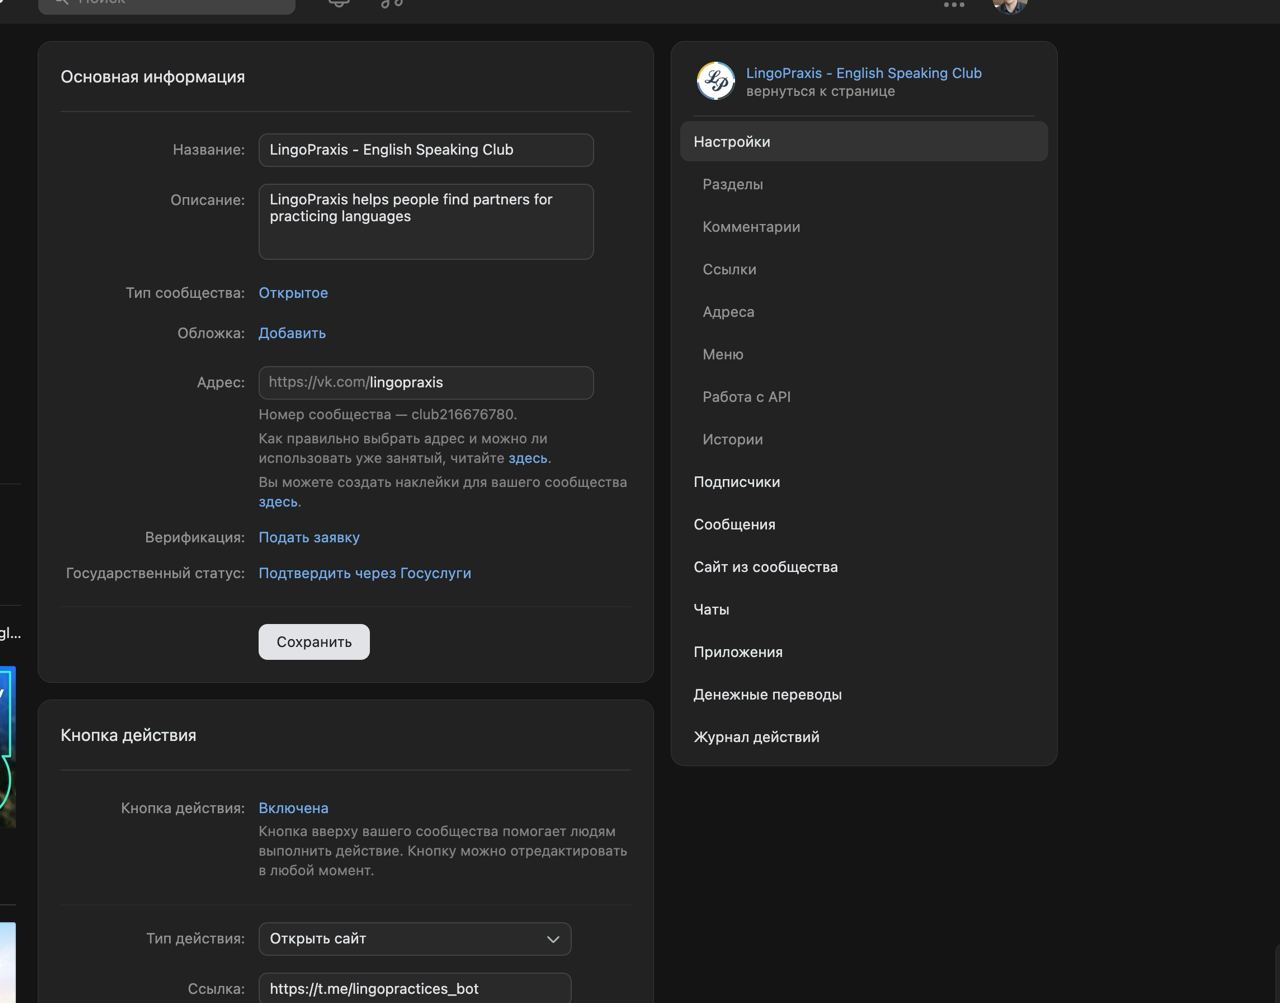 Поиск
Основная информация
Название:
LingoPraxis - English Speaking Club
Описание:
LingoPraxis helps people find partners for
practicing languages
Тип сообщества:
Открытое
Обложка:
Добавить
Адрес:
https://vk.com/lingopraxis
Номер сообщества — club216676780.
Как правильно выбрать адрес и можно ли
использовать уже занятый, читайте здесь.
Вы можете создать наклейки для вашего сообщества
здесь.
Верификация:
Подать заявку
Государственный статус:
Подтвердить через Госуслуги
Сохранить
Кнопка действия
Кнопка действия:
Включена
Кнопка вверху вашего сообщества помогает людям
выполнить действие. Кнопку можно отредактировать
в любой момент.
Тип действия:
Открыть сайт
Ссылка:
https://t.me/lingopractices_bot
LP
LingoPraxis - English Speaking Club
вернуться к странице
Настройки
Разделы
Комментарии
Ссылки
Адреса
Меню
Работа с API
Истории
Подписчики
Сообщения
Сайт из сообщества
Чаты
Приложения
Денежные переводы
Журнал действий